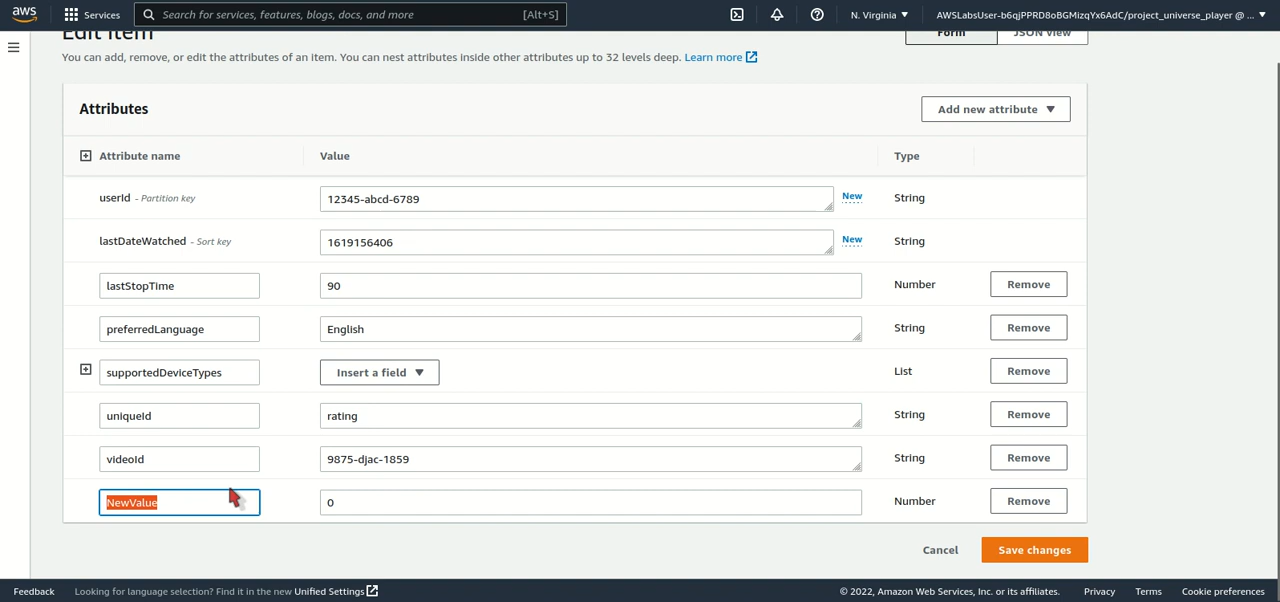 aws Services Search for services, features, blogs, docs, and more [Alt+S] N. Virginia AWSLabsUser-b6qjPPRD8oBGMizqYx6AdC/project_universe_player @ ...
Edit item Form JSON view
You can add, remove, or edit the attributes of an item. You can nest attributes inside other attributes up to 32 levels deep. Learn more
Attributes Add new attribute
Attribute name Value Type
userId - Partition key 12345-abcd-6789 New String
lastDateWatched - Sort key 1619156406 New String
lastStopTime 90 Number Remove
preferredLanguage English String Remove
supportedDeviceTypes Insert a field List Remove
uniqueId rating String Remove
videoId 9875-djac-1859 String Remove
NewValue 0 Number Remove
Cancel Save changes
Feedback Looking for language selection? Find it in the new Unified Settings © 2022, Amazon Web Services, Inc. or its affiliates. Privacy Terms Cookie preferences